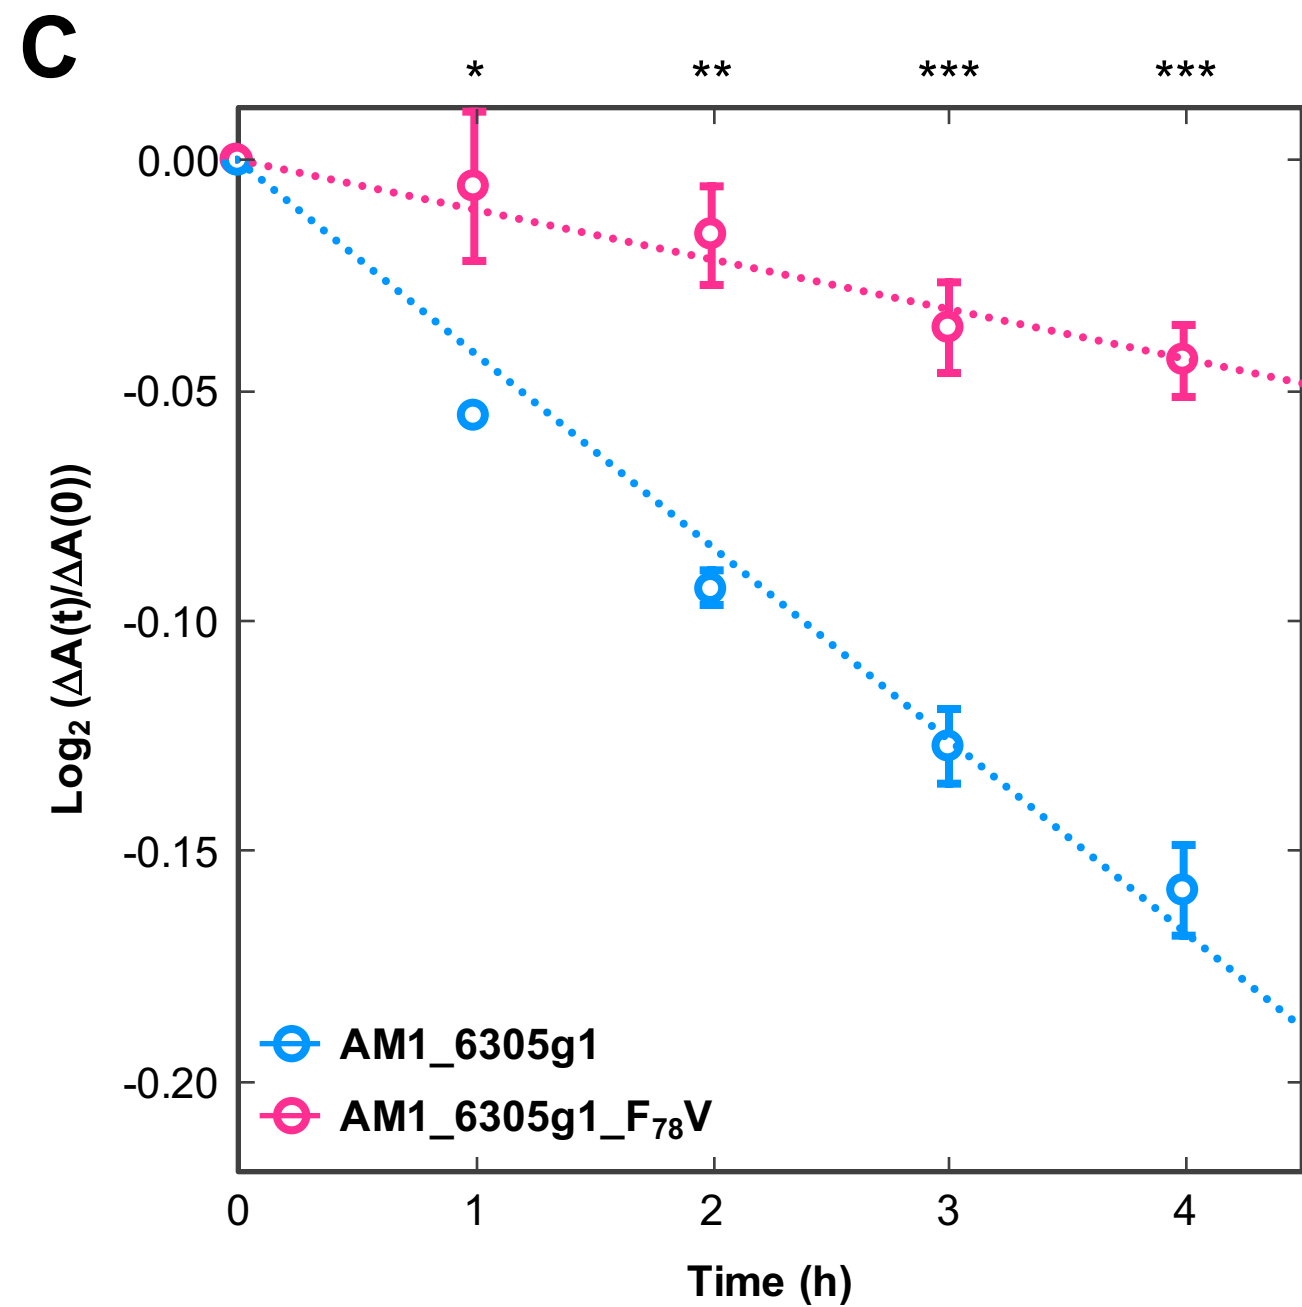 C
* ** *** ***
0.00
-0.05
-0.10
-0.15
-0.20
Log₂ (ΔA(t)/ΔA(0))
AM1_6305g1
AM1_6305g1_F₇₈V
0 1 2 3 4
Time (h)